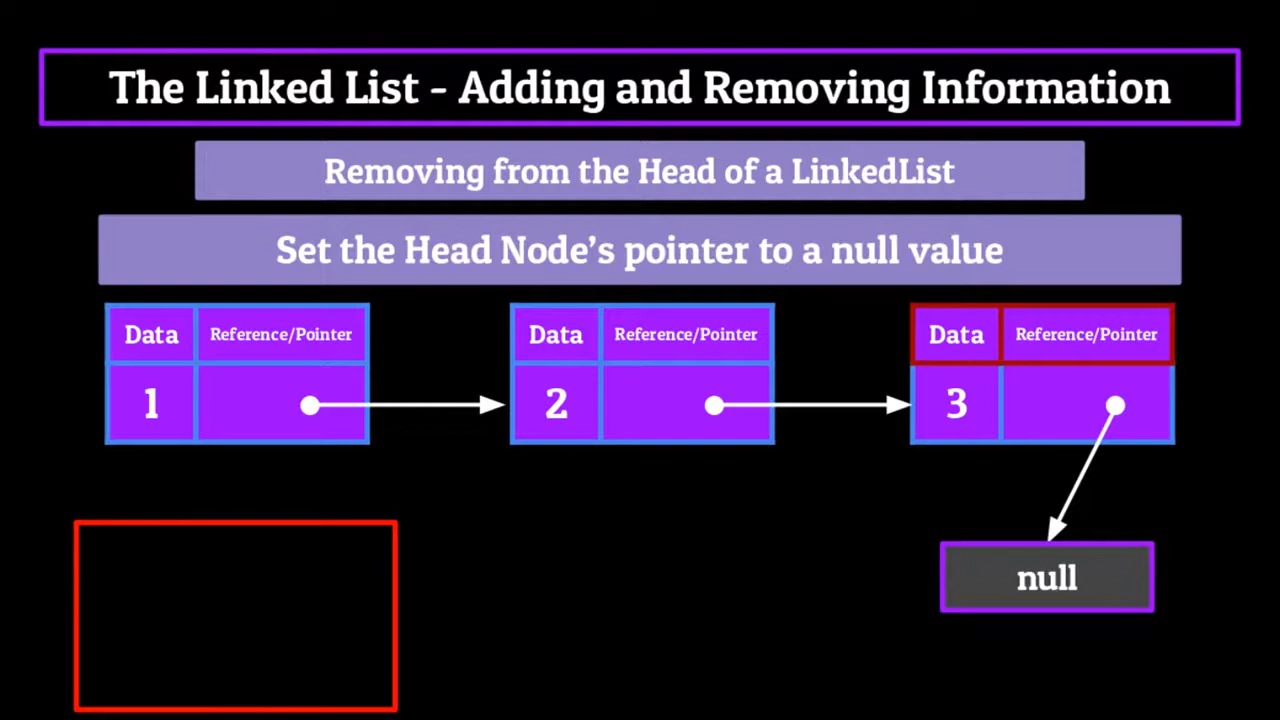 The Linked List - Adding and Removing Information
Removing from the Head of a LinkedList
Set the Head Node's pointer to a null value
Data Reference/Pointer Data Reference/Pointer Data Reference/Pointer
1 2 3
null